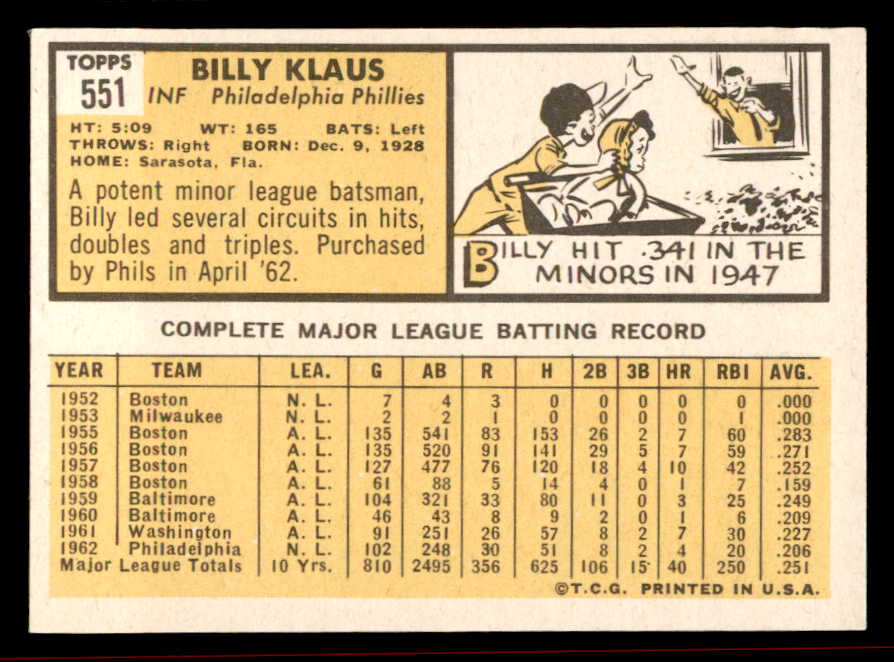 TOPPS
551
BILLY KLAUS
INF Philadelphia Phillies
HT: 5:09 WT: 165 BATS: Left
THROWS: Right BORN: Dec. 9, 1928
HOME: Sarasota, Fla.
A potent minor league batsman,
Billy led several circuits in hits,
doubles and triples. Purchased
by Phils in April '62.
BILLY HIT .341 IN THE
MINORS IN 1947
COMPLETE MAJOR LEAGUE BATTING RECORD
YEAR TEAM LEA. G AB R H 2B 3B HR RBI AVG.
1952 Boston N. L. 7 4 3 0 0 0 0 0 .000
1953 Milwaukee N. L. 2 2 1 0 0 0 0 1 .000
1955 Boston A. L. 135 541 83 153 26 2 7 60 .283
1956 Boston A. L. 135 520 91 141 29 5 7 59 .271
1957 Boston A. L. 127 477 76 120 18 4 10 42 .252
1958 Boston A. L. 61 88 5 14 4 0 1 7 .159
1959 Baltimore A. L. 104 321 33 80 11 0 3 25 .249
1960 Baltimore A. L. 46 43 8 9 2 0 1 6 .209
1961 Washington A. L. 91 251 26 57 8 2 7 30 .227
1962 Philadelphia N. L. 102 248 30 51 8 2 4 20 .206
Major League Totals 10 Yrs. 810 2495 356 625 106 15 40 250 .251
©T.C.G. PRINTED IN U.S.A.